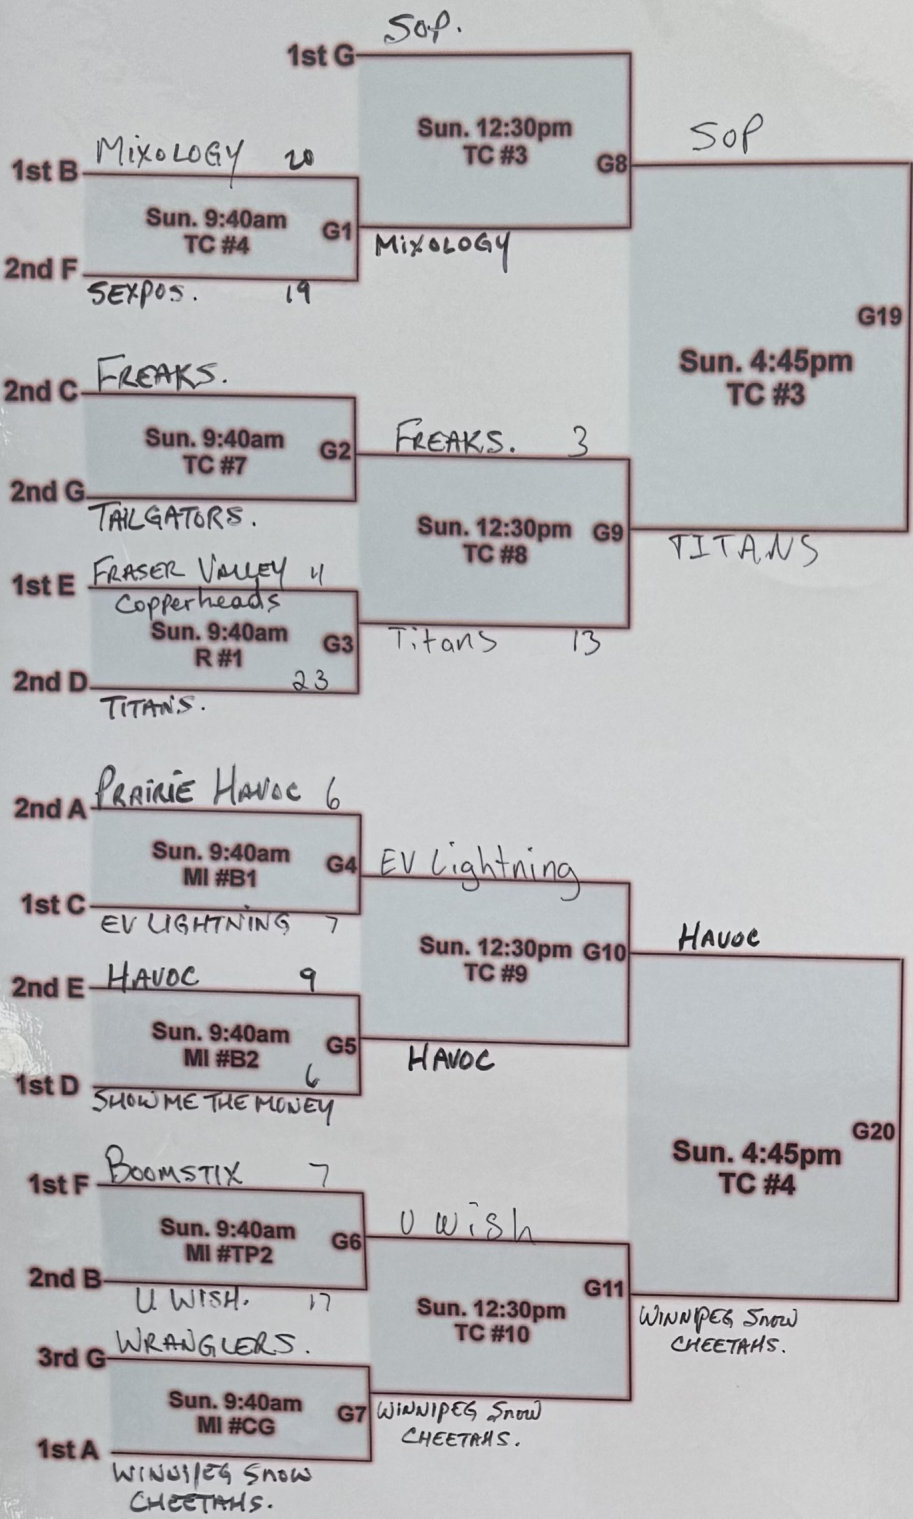 SOP.
1st G
Sun. 12:30pm
TC #3
G8
SOP
1st B MIXOLOGY 20
Sun. 9:40am
TC #4
G1
MIXOLOGY
2nd F
SEXPOS. 19
G19
Sun. 4:45pm
TC #3
2nd C FREAKS.
Sun. 9:40am
TC #7
G2
FREAKS. 3
2nd G
TAILGATORS.
Sun. 12:30pm
TC #8
G9
TITANS
1st E FRASER VALLEY 4
Copperheads
Sun. 9:40am
R #1
G3
Titans 13
2nd D 23
TITANS.
2nd A PRAIRIE HAVOC 6
Sun. 9:40am
MI #B1
G4
EV Lightning
1st C
EV LIGHTNING 7
Sun. 12:30pm
TC #9
G10
HAVOC
2nd E HAVOC 9
Sun. 9:40am
MI #B2
G5
HAVOC
1st D 6
SHOW ME THE MONEY
G20
Sun. 4:45pm
TC #4
1st F BOOMSTIX 7
Sun. 9:40am
MI #TP2
G6
U wish
2nd B
U WISH. 17
Sun. 12:30pm
TC #10
G11
WINNIPEG SNOW
CHEETAHS.
3rd G WRANGLERS.
Sun. 9:40am
MI #CG
G7
WINNIPEG SNOW
CHEETAHS.
1st A
WINNIPEG SNOW
CHEETAHS.